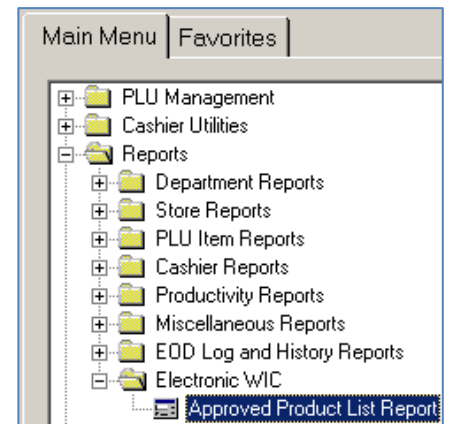 Main Menu Favorites
PLU Management
Cashier Utilities
Reports
Department Reports
Store Reports
PLU Item Reports
Cashier Reports
Productivity Reports
Miscellaneous Reports
EOD Log and History Reports
Electronic WIC
Approved Product List Report